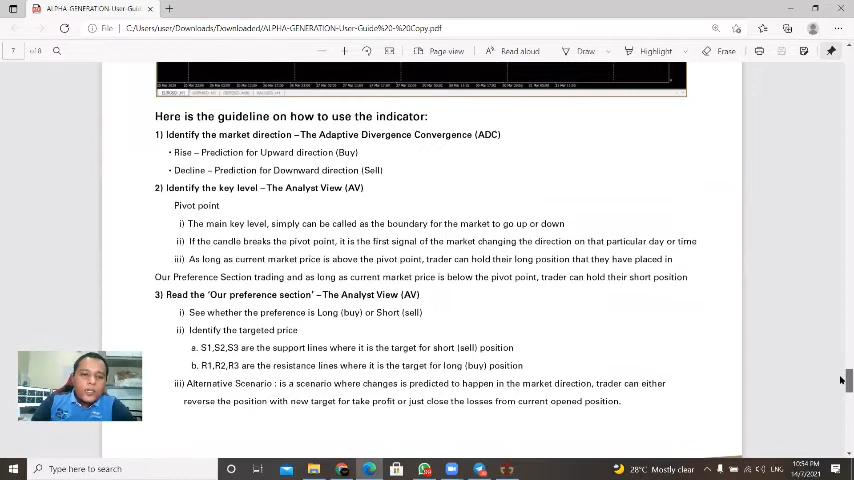 ALPHA-GENERATION-User-Guide
File
C:/Users/user/Downloads/Downloaded/ALPHA-GENERATION-User-Guide%20-%20Copy.pdf
7 of 8
Page view
Read aloud
Draw
Highlight
Erase
Here is the guideline on how to use the indicator:
1) Identify the market direction – The Adaptive Divergence Convergence (ADC)
• Rise – Prediction for Upward direction (Buy)
• Decline – Prediction for Downward direction (Sell)
2) Identify the key level – The Analyst View (AV)
Pivot point
i) The main key level, simply can be called as the boundary for the market to go up or down
ii) If the candle breaks the pivot point, it is the first signal of the market changing the direction on that particular day or time
iii) As long as current market price is above the pivot point, trader can hold their long position that they have placed in
Our Preference Section trading and as long as current market price is below the pivot point, trader can hold their short position
3) Read the ‘Our preference section’ – The Analyst View (AV)
i) See whether the preference is Long (buy) or Short (sell)
ii) Identify the targeted price
a. S1,S2,S3 are the support lines where it is the target for short (sell) position
b. R1,R2,R3 are the resistance lines where it is the target for long (buy) position
iii) Alternative Scenario : is a scenario where changes is predicted to happen in the market direction, trader can either
reverse the position with new target for take profit or just close the losses from current opened position.
Type here to search
28°C Mostly clear
ENG
10:54 PM
14/7/2021